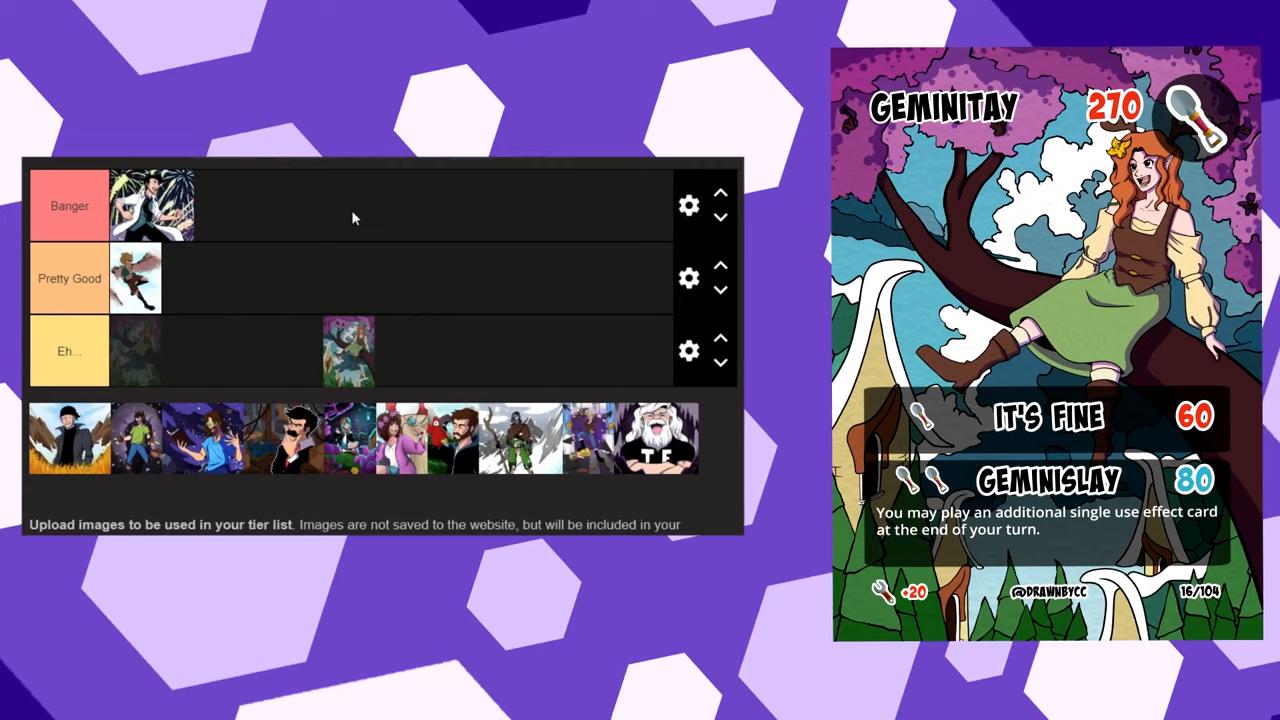 Banger
Pretty Good
Eh...
Upload images to be used in your tier list. Images are not saved to the website, but will be included in your
GEMINITAY 270
IT'S FINE 60
GEMINISLAY 80
You may play an additional single use effect card
at the end of your turn.
+20 @DRAWNBYCC 16/104
TF